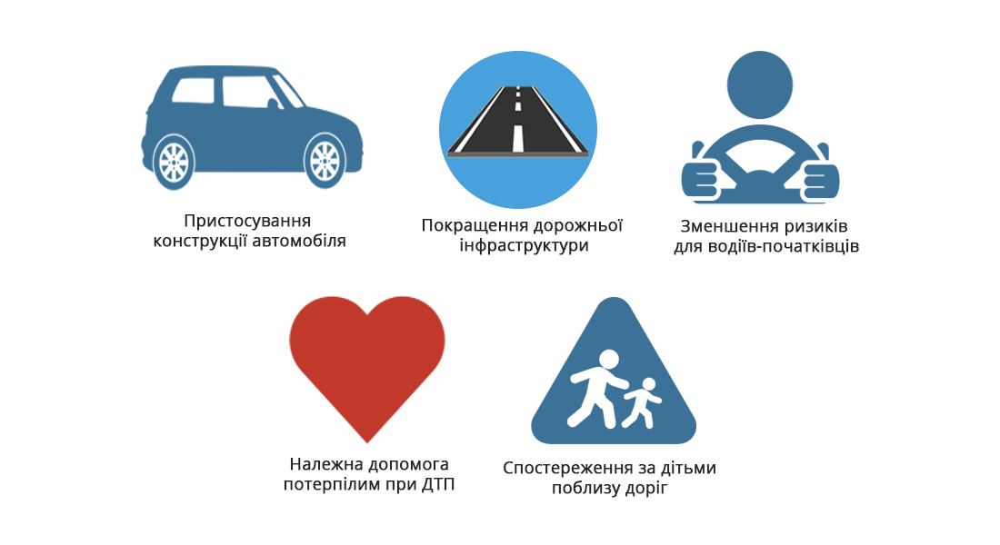 Пристосування
конструкції автомобіля
Покращення дорожньої
інфраструктури
Зменшення ризиків
для водіїв-початківців
Належна допомога
потерпілим при ДТП
Спостереження за дітьми
поблизу доріг